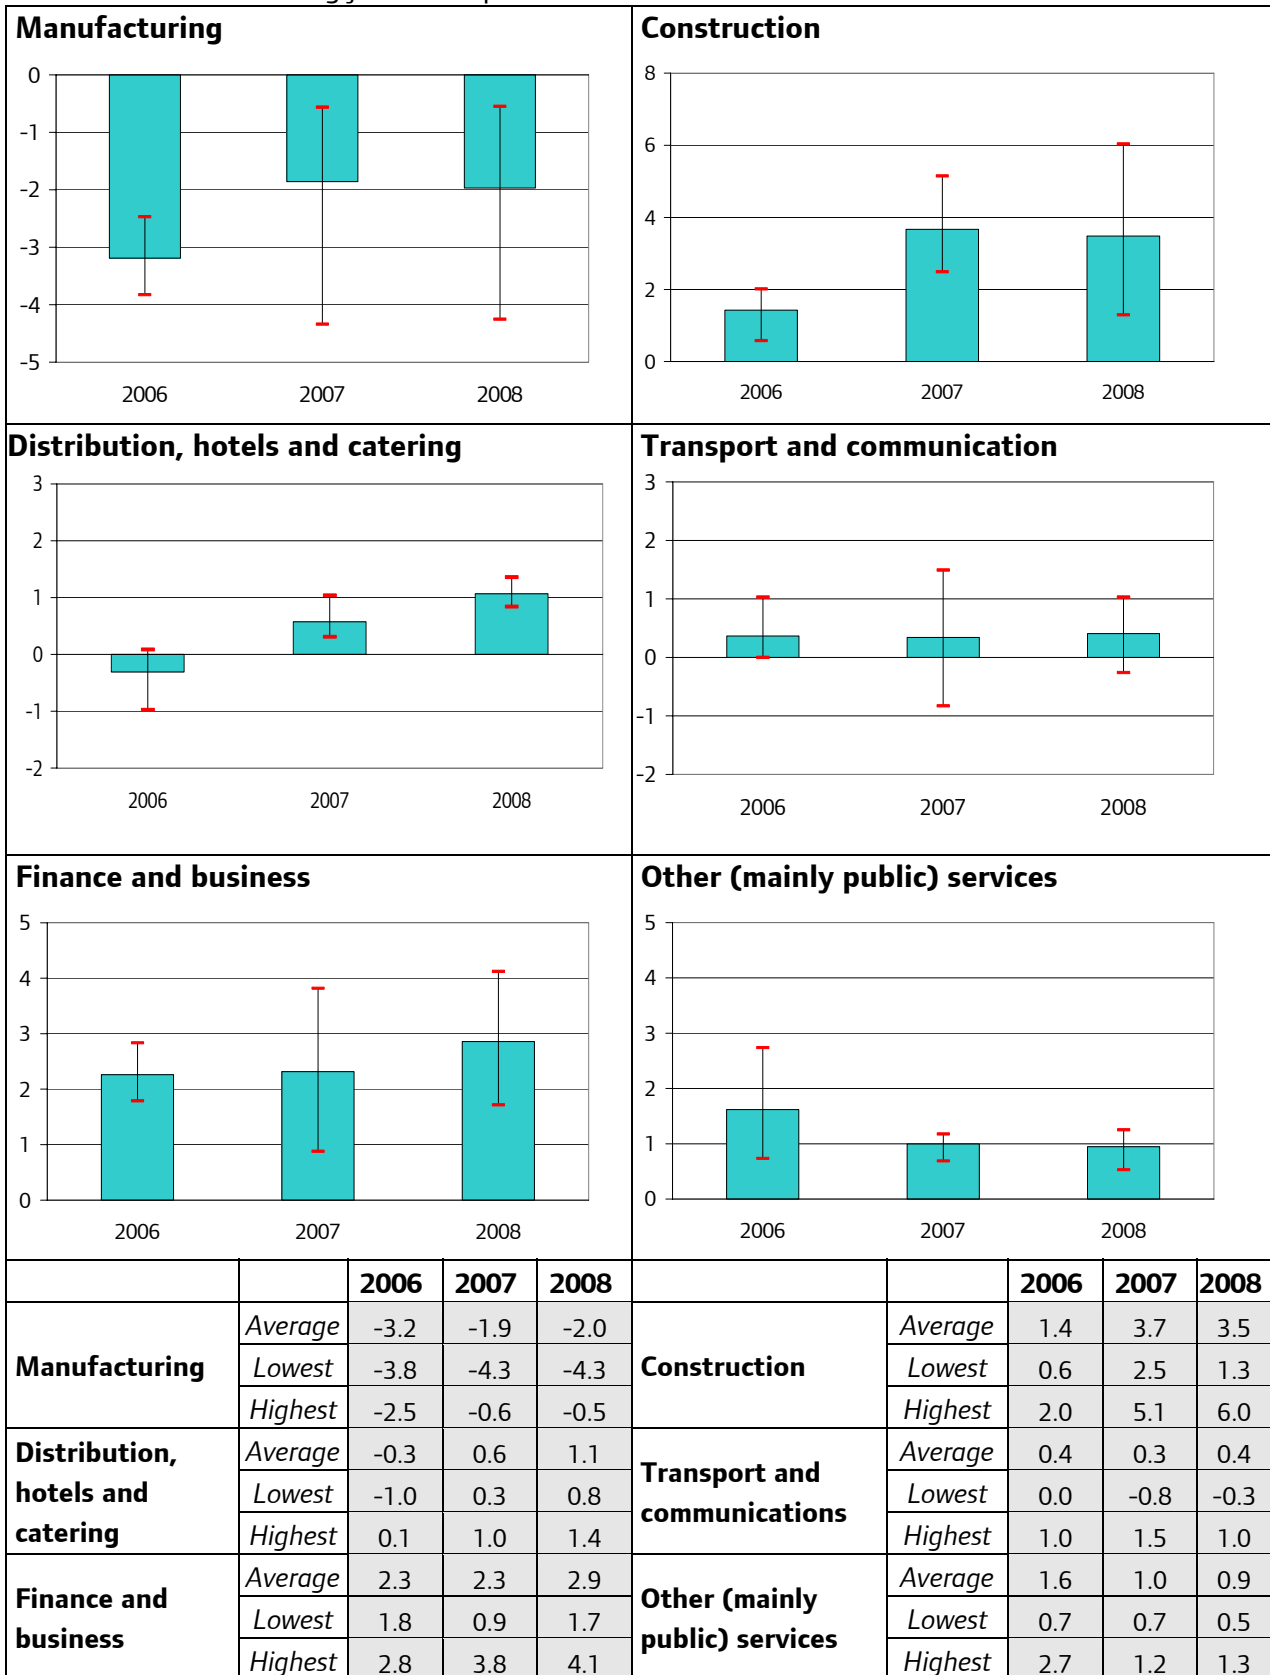 Manufacturing
0
-1
-2
-3
-4
-5
2006 2007 2008
Construction
8
6
4
2
0
2006 2007 2008
Distribution, hotels and catering
3
2
1
0
-1
-2
2006 2007 2008
Transport and communication
3
2
1
0
-1
-2
2006 2007 2008
Finance and business
5
4
3
2
1
0
2006 2007 2008
Other (mainly public) services
5
4
3
2
1
0
2006 2007 2008
2006 2007 2008
Manufacturing
Average -3.2 -1.9 -2.0
Lowest -3.8 -4.3 -4.3
Highest -2.5 -0.6 -0.5
Distribution,
hotels and
catering
Average -0.3 0.6 1.1
Lowest -1.0 0.3 0.8
Highest 0.1 1.0 1.4
Finance and
business
Average 2.3 2.3 2.9
Lowest 1.8 0.9 1.7
Highest 2.8 3.8 4.1
2006 2007 2008
Construction
Average 1.4 3.7 3.5
Lowest 0.6 2.5 1.3
Highest 2.0 5.1 6.0
Transport and
communications
Average 0.4 0.3 0.4
Lowest 0.0 -0.8 -0.3
Highest 1.0 1.5 1.0
Other (mainly
public) services
Average 1.6 1.0 0.9
Lowest 0.7 0.7 0.5
Highest 2.7 1.2 1.3